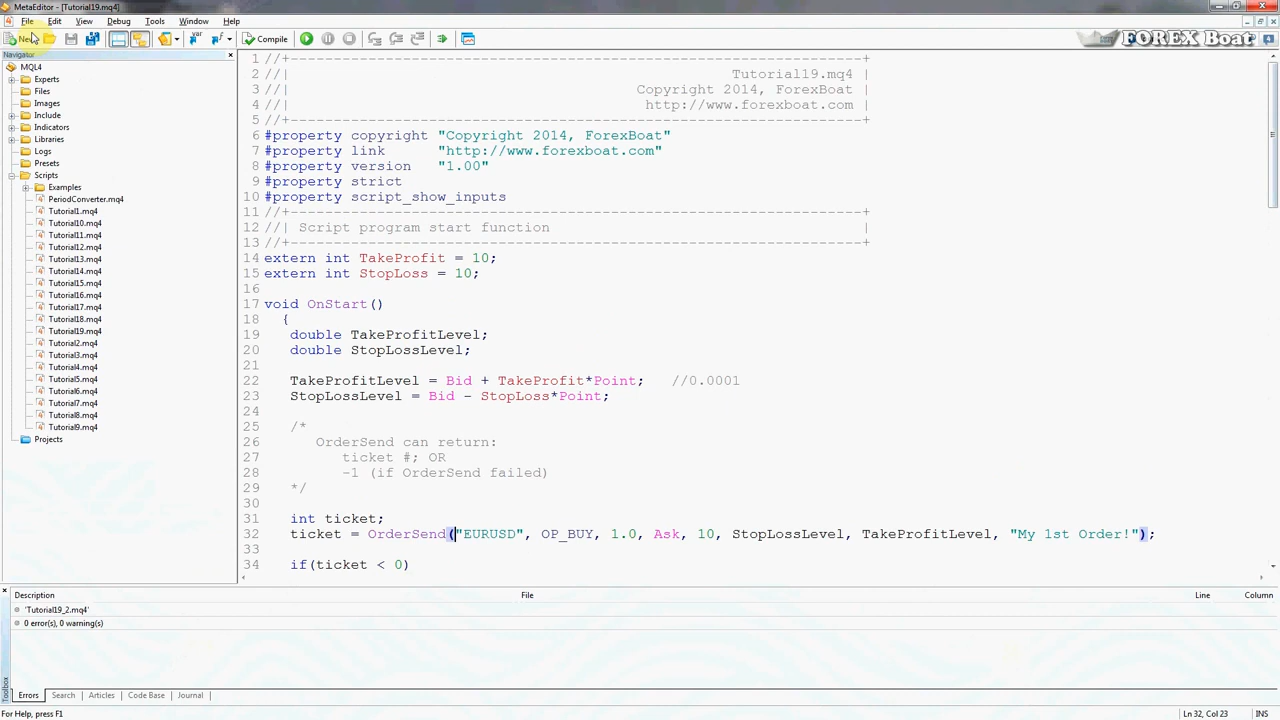 MetaEditor - [Tutorial19.mq4]
File Edit View Debug Tools Window Help
New Compile FOREX Boat
Navigator
MQL4
Experts
Files
Images
Include
Indicators
Libraries
Logs
Presets
Scripts
Examples
PeriodConverter.mq4
Tutorial1.mq4
Tutorial10.mq4
Tutorial11.mq4
Tutorial12.mq4
Tutorial13.mq4
Tutorial14.mq4
Tutorial15.mq4
Tutorial16.mq4
Tutorial17.mq4
Tutorial18.mq4
Tutorial19.mq4
Tutorial2.mq4
Tutorial3.mq4
Tutorial4.mq4
Tutorial5.mq4
Tutorial6.mq4
Tutorial7.mq4
Tutorial8.mq4
Tutorial9.mq4
Projects
1 //+------------------------------------------------------------------+
2 //| Tutorial19.mq4 |
3 //| Copyright 2014, ForexBoat |
4 //| http://www.forexboat.com |
5 //+------------------------------------------------------------------+
6 #property copyright "Copyright 2014, ForexBoat"
7 #property link "http://www.forexboat.com"
8 #property version "1.00"
9 #property strict
10 #property script_show_inputs
11 //+------------------------------------------------------------------+
12 //| Script program start function |
13 //+------------------------------------------------------------------+
14 extern int TakeProfit = 10;
15 extern int StopLoss = 10;
16
17 void OnStart()
18 {
19 double TakeProfitLevel;
20 double StopLossLevel;
21
22 TakeProfitLevel = Bid + TakeProfit*Point; //0.0001
23 StopLossLevel = Bid - StopLoss*Point;
24
25 /*
26 OrderSend can return:
27 ticket #; OR
28 -1 (if OrderSend failed)
29 */
30
31 int ticket;
32 ticket = OrderSend("EURUSD", OP_BUY, 1.0, Ask, 10, StopLossLevel, TakeProfitLevel, "My 1st Order!");
33
34 if(ticket < 0)
Description File Line Column
'Tutorial19_2.mq4'
0 error(s), 0 warning(s)
Toolbox
Errors Search Articles Code Base Journal
For Help, press F1 Ln 32, Col 23 INS